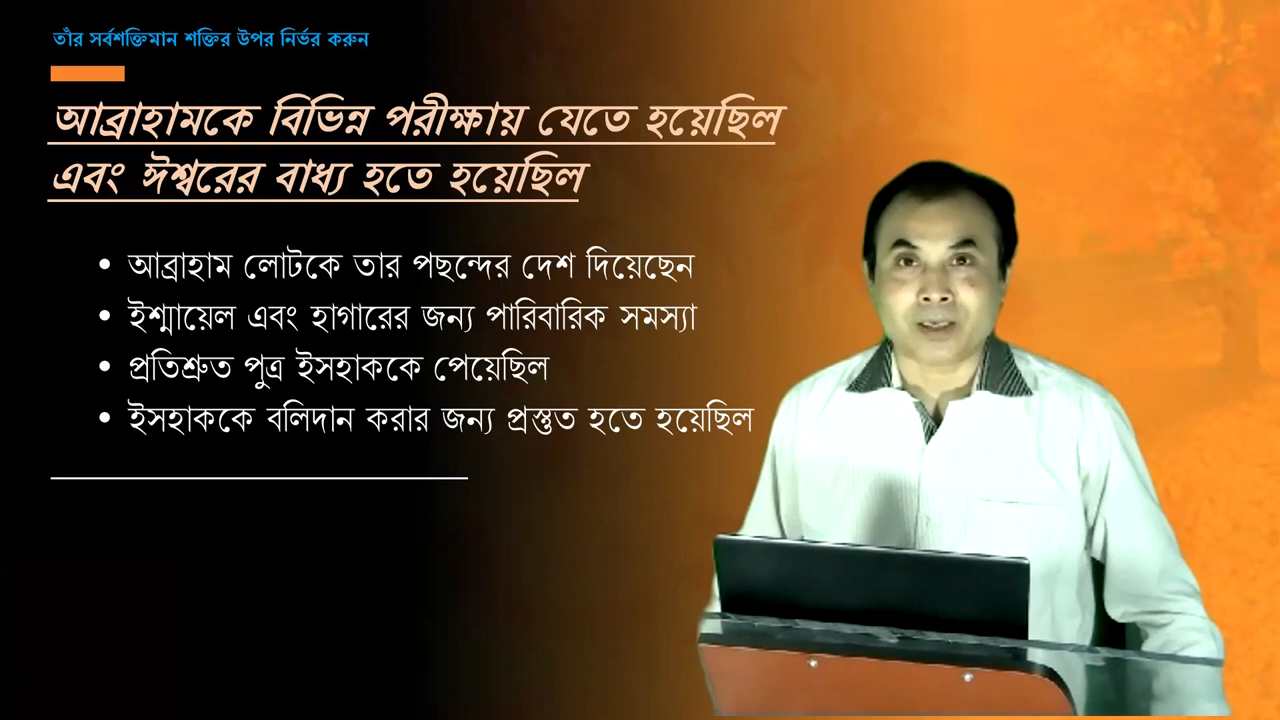 তাঁর সর্বশক্তিমান শক্তির উপর নির্ভর করুন
আব্রাহামকে বিভিন্ন পরীক্ষায় যেতে হয়েছিল
এবং ঈশ্বরের বাধ্য হতে হয়েছিল
• আব্রাহাম লোটকে তার পছন্দের দেশ দিয়েছেন
• ইশ্মায়েল এবং হাগারের জন্য পারিবারিক সমস্যা
• প্রতিশ্রুত পুত্র ইসহাককে পেয়েছিল
• ইসহাককে বলিদান করার জন্য প্রস্তুত হতে হয়েছিল